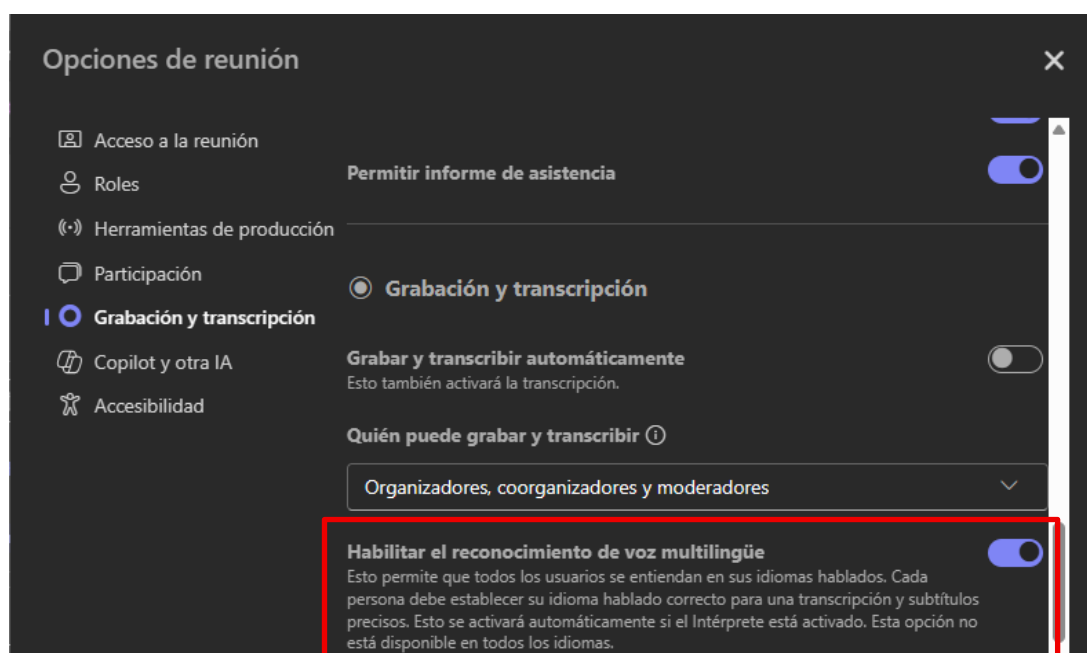 Opciones de reunión
Acceso a la reunión
Roles
Herramientas de producción
Participación
Grabación y transcripción
Copilot y otra IA
Accesibilidad
Permitir informe de asistencia
Grabación y transcripción
Grabar y transcribir automáticamente
Esto también activará la transcripción.
Quién puede grabar y transcribir
Organizadores, coorganizadores y moderadores
Habilitar el reconocimiento de voz multilingüe
Esto permite que todos los usuarios se entiendan en sus idiomas hablados. Cada
persona debe establecer su idioma hablado correcto para una transcripción y subtítulos
precisos. Esto se activará automáticamente si el Intérprete está activado. Esta opción no
está disponible en todos los idiomas.